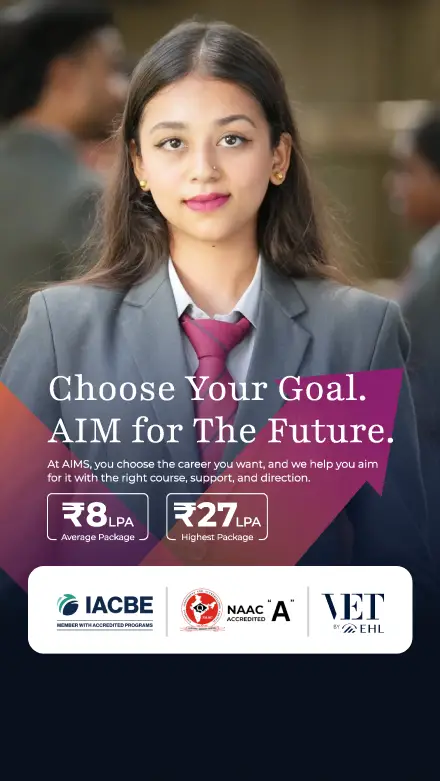 Choose Your Goal.
AIM for The Future.
At AIMS, you choose the career you want, and we help you aim
for it with the right course, support, and direction.
₹8LPA
Average Package
₹27LPA
Highest Package
IACBE
MEMBER WITH ACCREDITED PROGRAMS
NAAC
ACCREDITED
"A"
VET
BY EHL